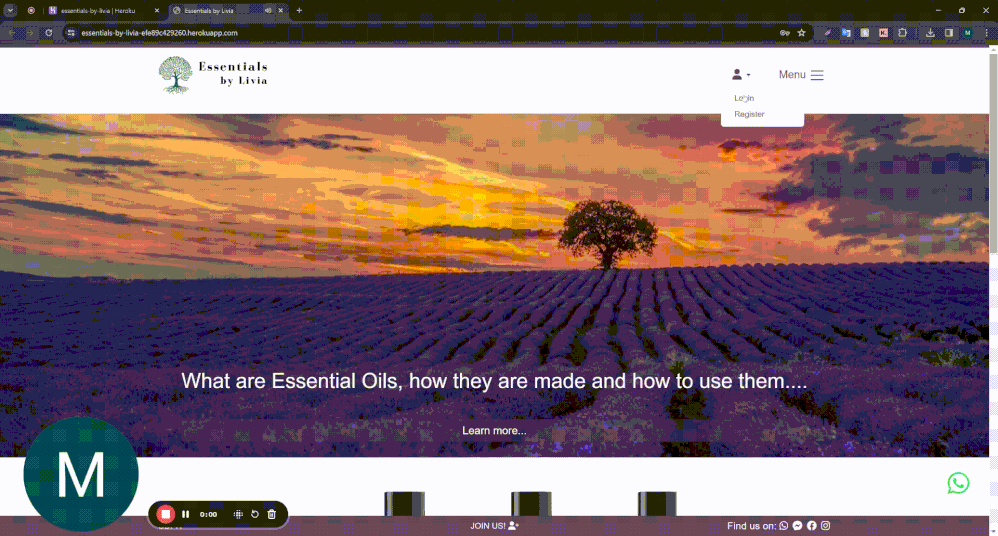 essentials-by-livia | Heroku
Essentials by Livia
essentials-by-livia-efe89c429260.herokuapp.com
M
Essentials
by Livia
Menu
Login
Register
What are Essential Oils, how they are made and how to use them....
Learn more...
M
0:00
JOIN US!
Find us on: